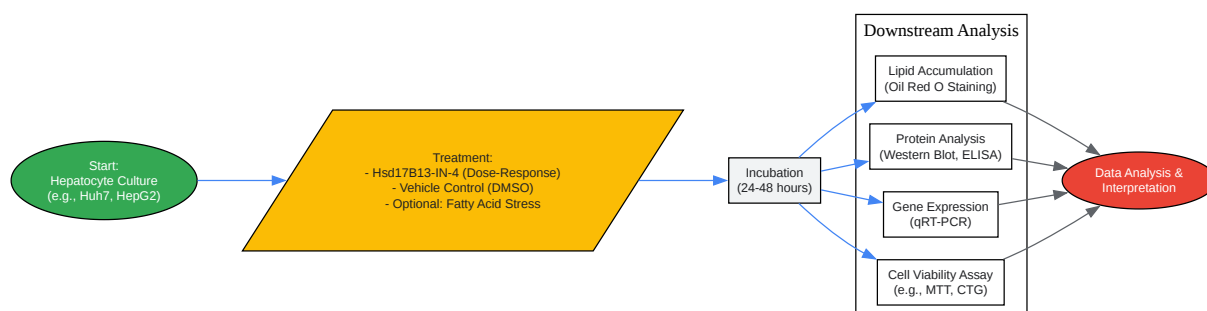 Start:
Hepatocyte Culture
(e.g., Huh7, HepG2)
Treatment:
- Hsd17B13-IN-4 (Dose-Response)
- Vehicle Control (DMSO)
- Optional: Fatty Acid Stress
Incubation
(24-48 hours)
Downstream Analysis
Lipid Accumulation
(Oil Red O Staining)
Protein Analysis
(Western Blot, ELISA)
Gene Expression
(qRT-PCR)
Cell Viability Assay
(e.g., MTT, CTG)
Data Analysis &
Interpretation